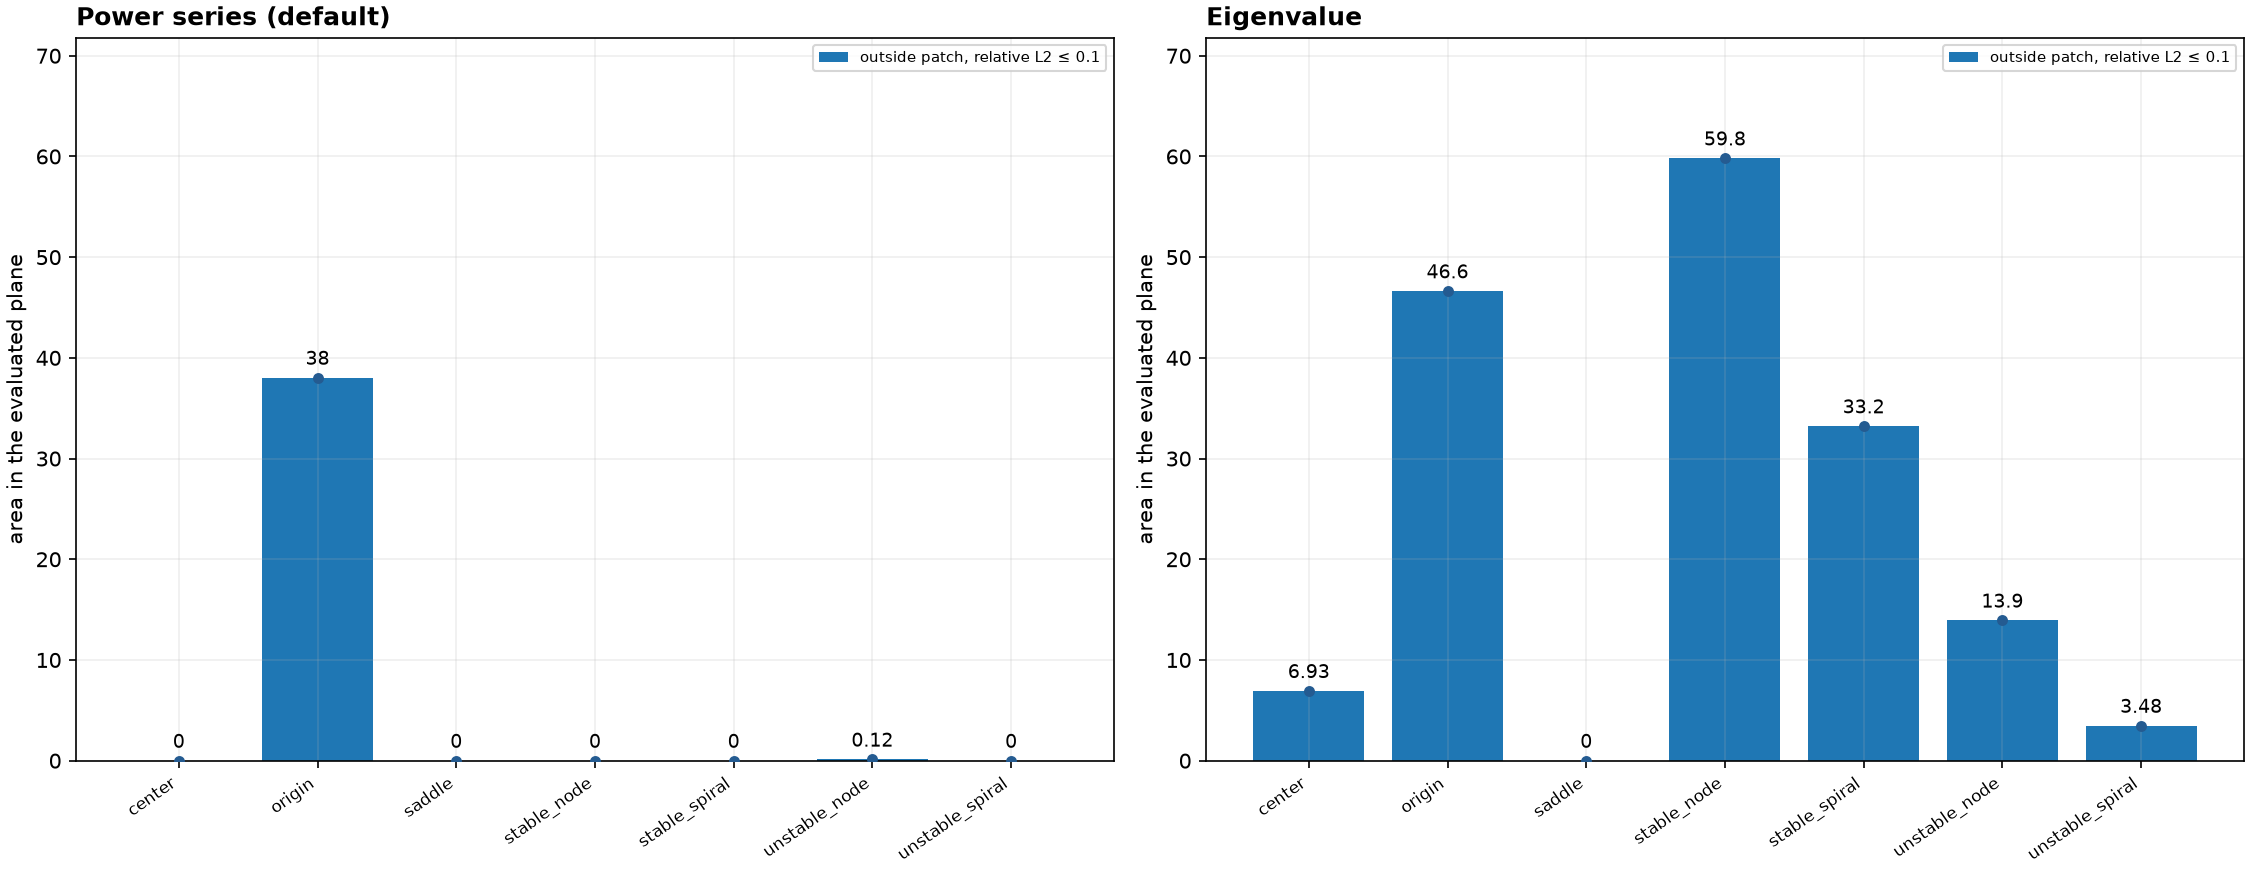 Power series (default)
outside patch, relative L2 ≤ 0.1
area in the evaluated plane
70
60
50
40
30
20
10
0
0
38
0
0
0
0.12
0
center
origin
saddle
stable_node
stable_spiral
unstable_node
unstable_spiral
Eigenvalue
outside patch, relative L2 ≤ 0.1
area in the evaluated plane
70
60
50
40
30
20
10
0
6.93
46.6
0
59.8
33.2
13.9
3.48
center
origin
saddle
stable_node
stable_spiral
unstable_node
unstable_spiral